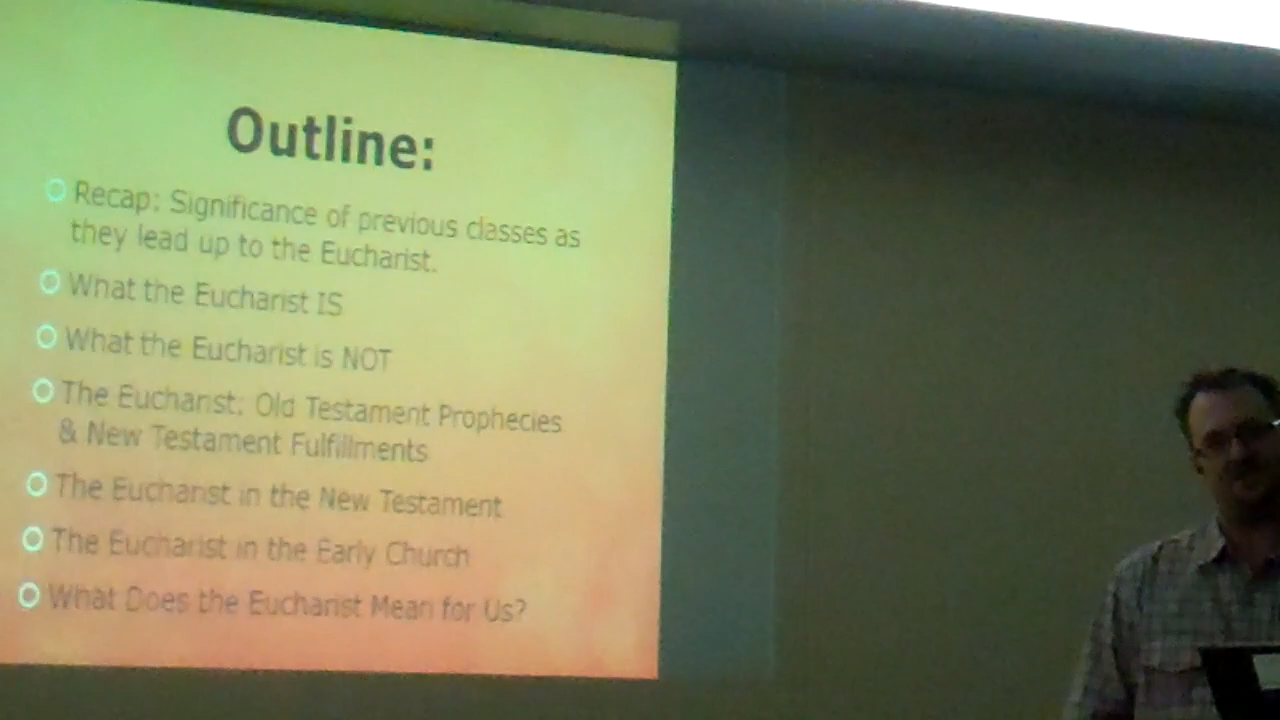 Outline:
Recap: Significance of previous classes as
they lead up to the Eucharist.
What the Eucharist IS
What the Eucharist is NOT
The Eucharist: Old Testament Prophecies
& New Testament Fulfillments
The Eucharist in the New Testament
The Eucharist in the Early Church
What Does the Eucharist Mean for Us?